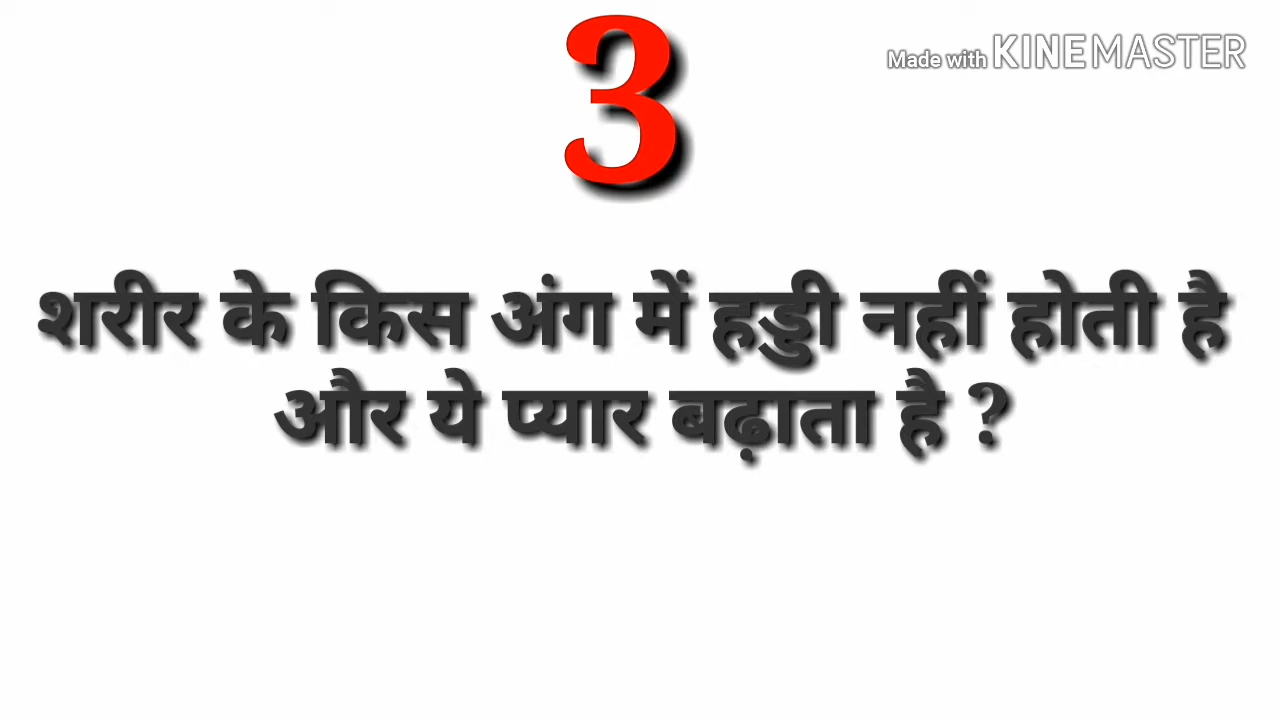 3
Made with KINEMASTER
शरीर के किस अंग में हड्डी नहीं होती है
और ये प्यार बढ़ाता है ?